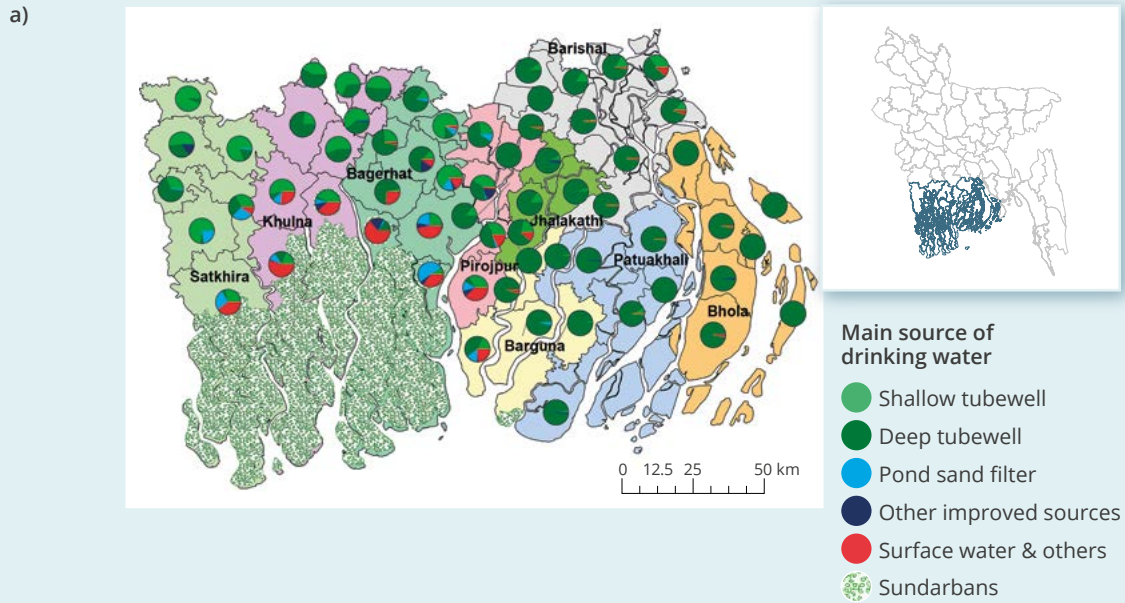 a)
Barishal
Bagerhat
Khulna
Jhalakathi
Satkhira
Pirojpur
Patuakhali
Bhola
Barguna
0 12.5 25 50 km
Main source of
drinking water
Shallow tubewell
Deep tubewell
Pond sand filter
Other improved sources
Surface water & others
Sundarbans